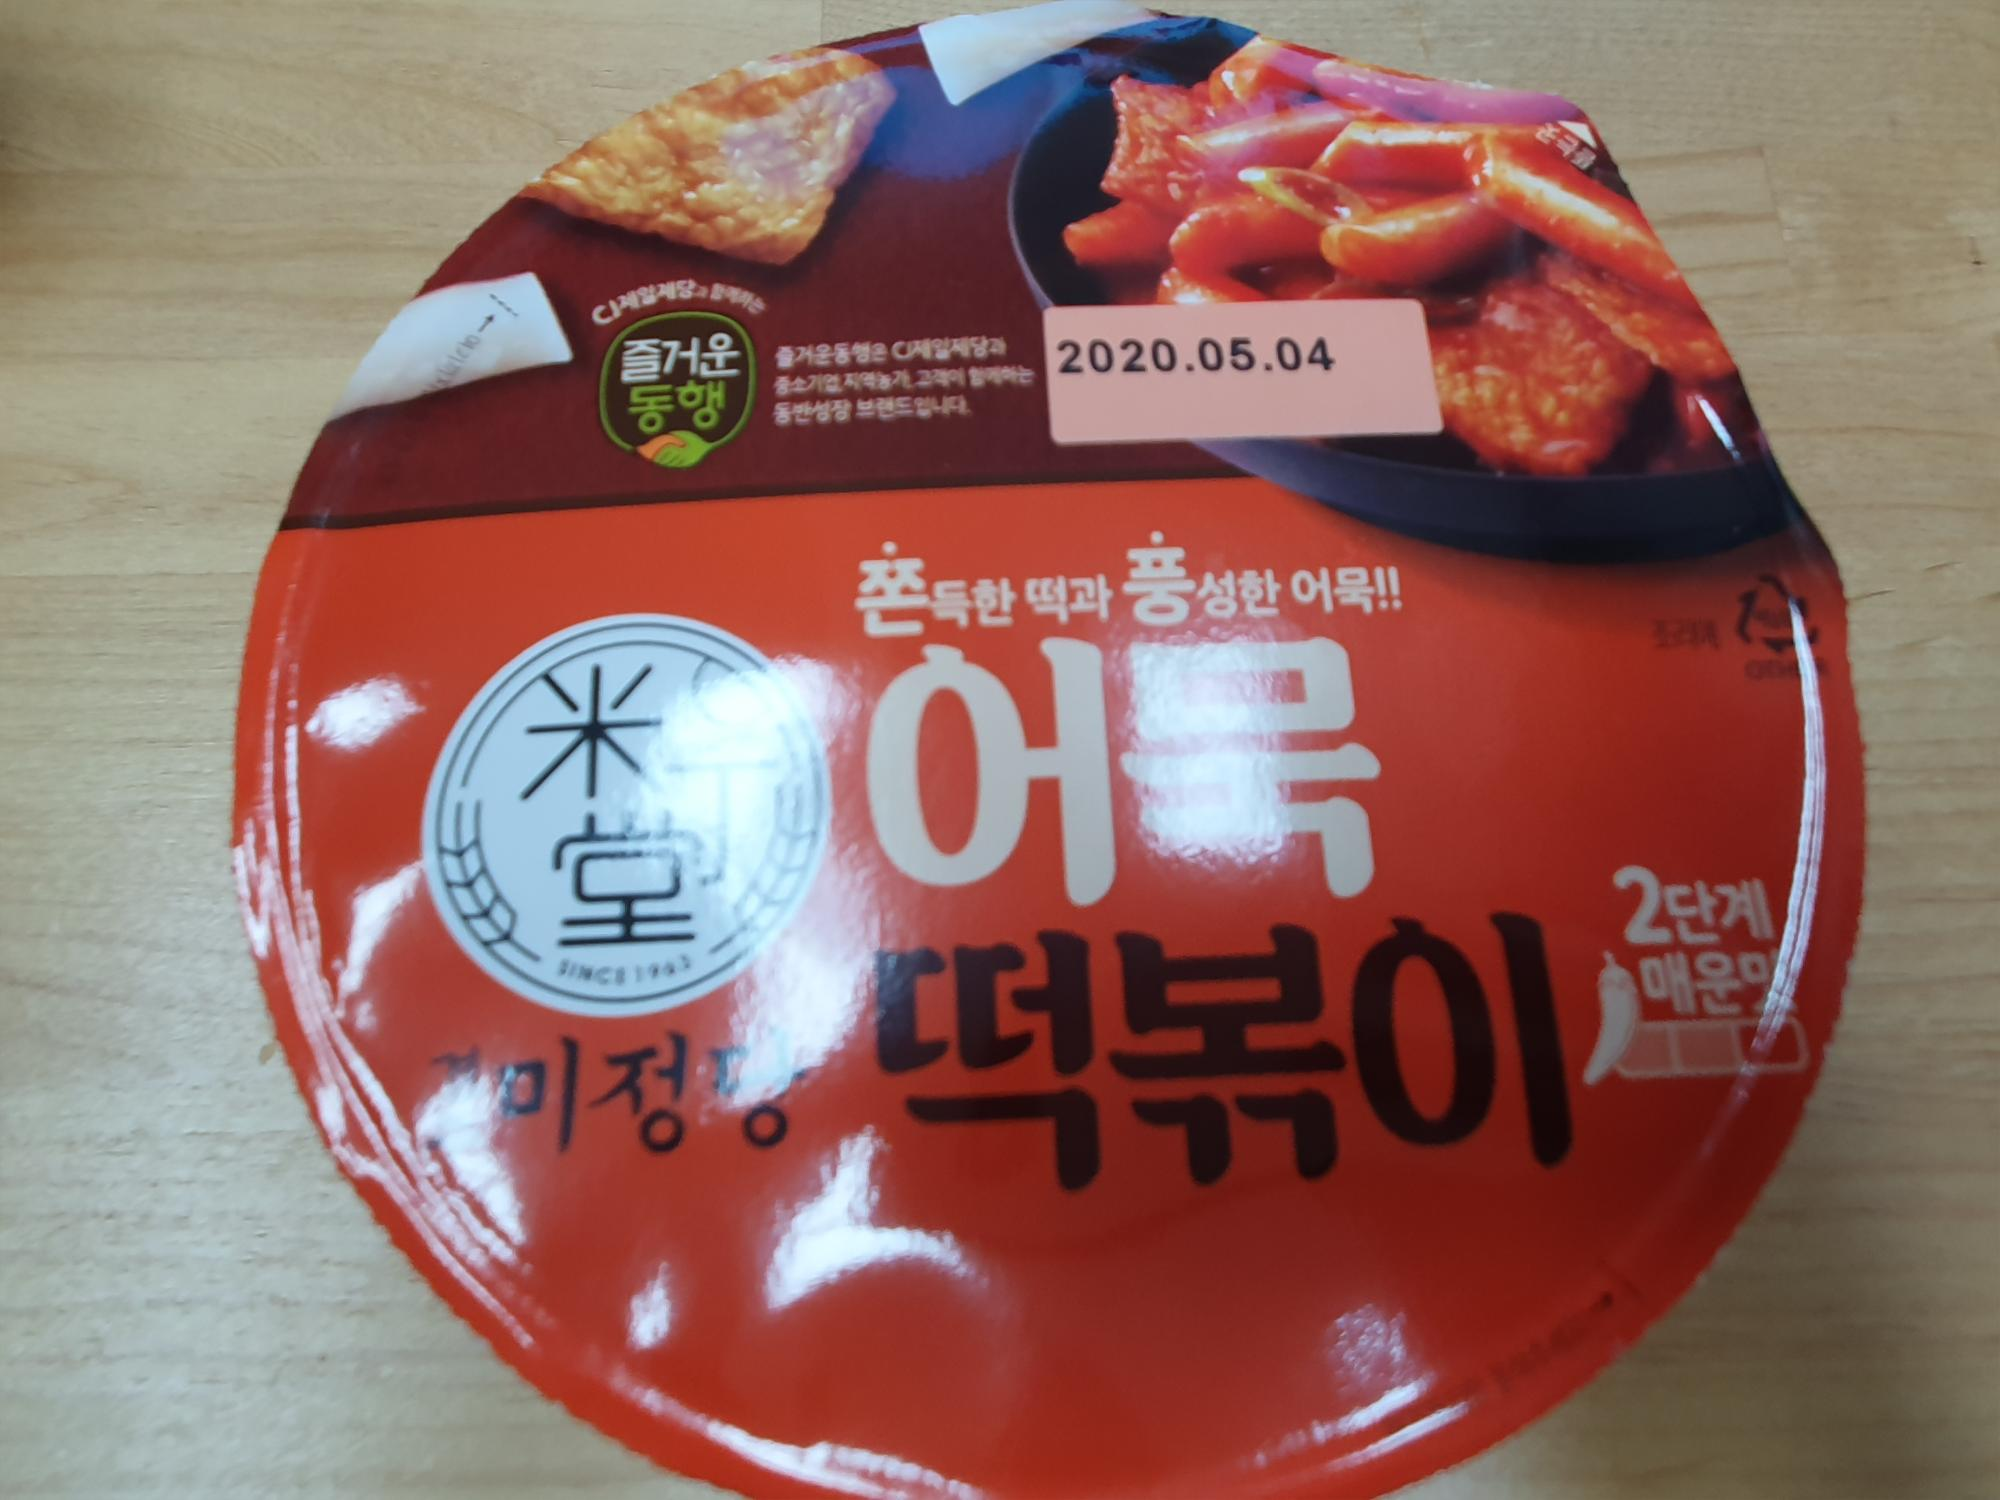 CJ제일제당과 함께하는
즐거운
동행
즐거운동행은 CJ제일제당과
중소기업, 지역농가, 고객이 함께하는
동반성장 브랜드입니다.
2020.05.04
쫀득한 떡과 풍성한 어묵!!
米
堂
SINCE 1963
미정당
어묵
떡볶이
2단계
매운맛
OTHER